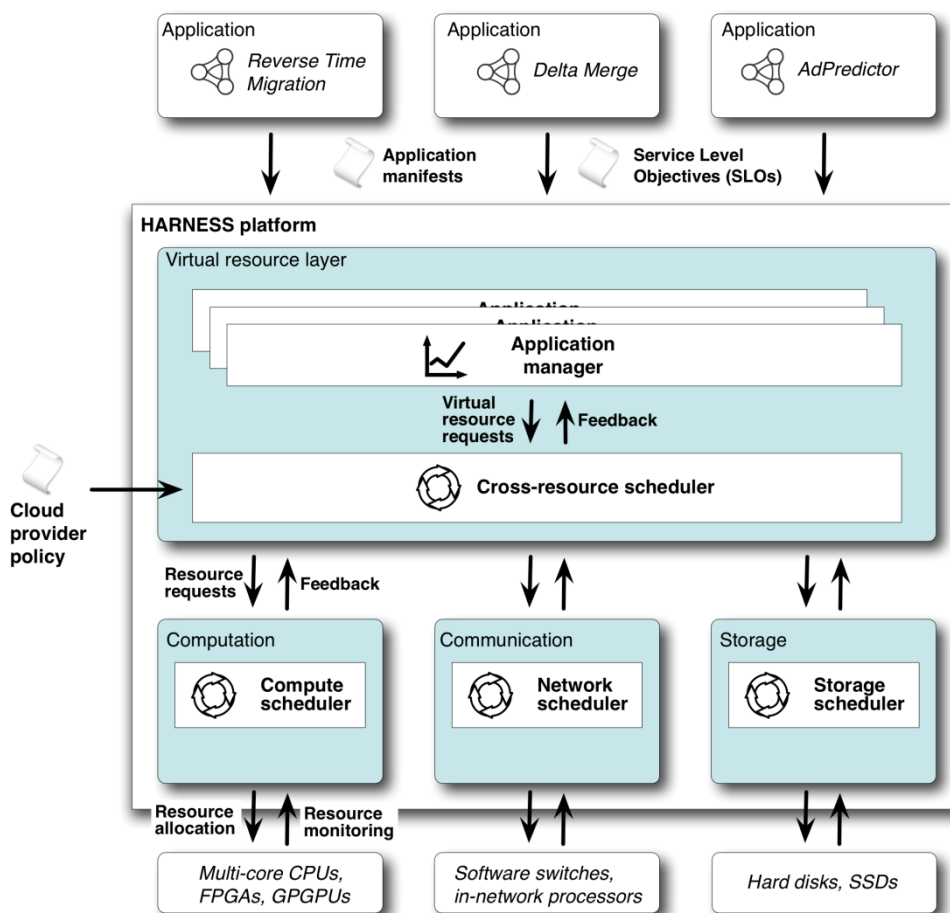 Application
Reverse Time
Migration
Application
Delta Merge
Application
AdPredictor
Application
manifests
Service Level
Objectives (SLOs)
HARNESS platform
Virtual resource layer
Application
Application
Application
manager
Virtual
resource
requests
Feedback
Cross-resource scheduler
Cloud
provider
policy
Resource
requests
Feedback
Computation
Compute
scheduler
Communication
Network
scheduler
Storage
Storage
scheduler
Resource
allocation
Resource
monitoring
Multi-core CPUs,
FPGAs, GPGPUs
Software switches,
in-network processors
Hard disks, SSDs